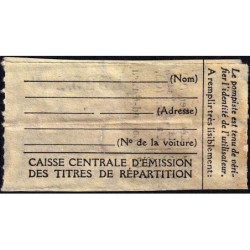 (Nom)
(Adresse)
(Nº de la voiture)
CAISSE CENTRALE D'ÉMISSION
DES TITRES DE RÉPARTITION
Le pompiste est tenu de véri-
fier l'identité de l'utilisateur.
A remplir très lisiblement: